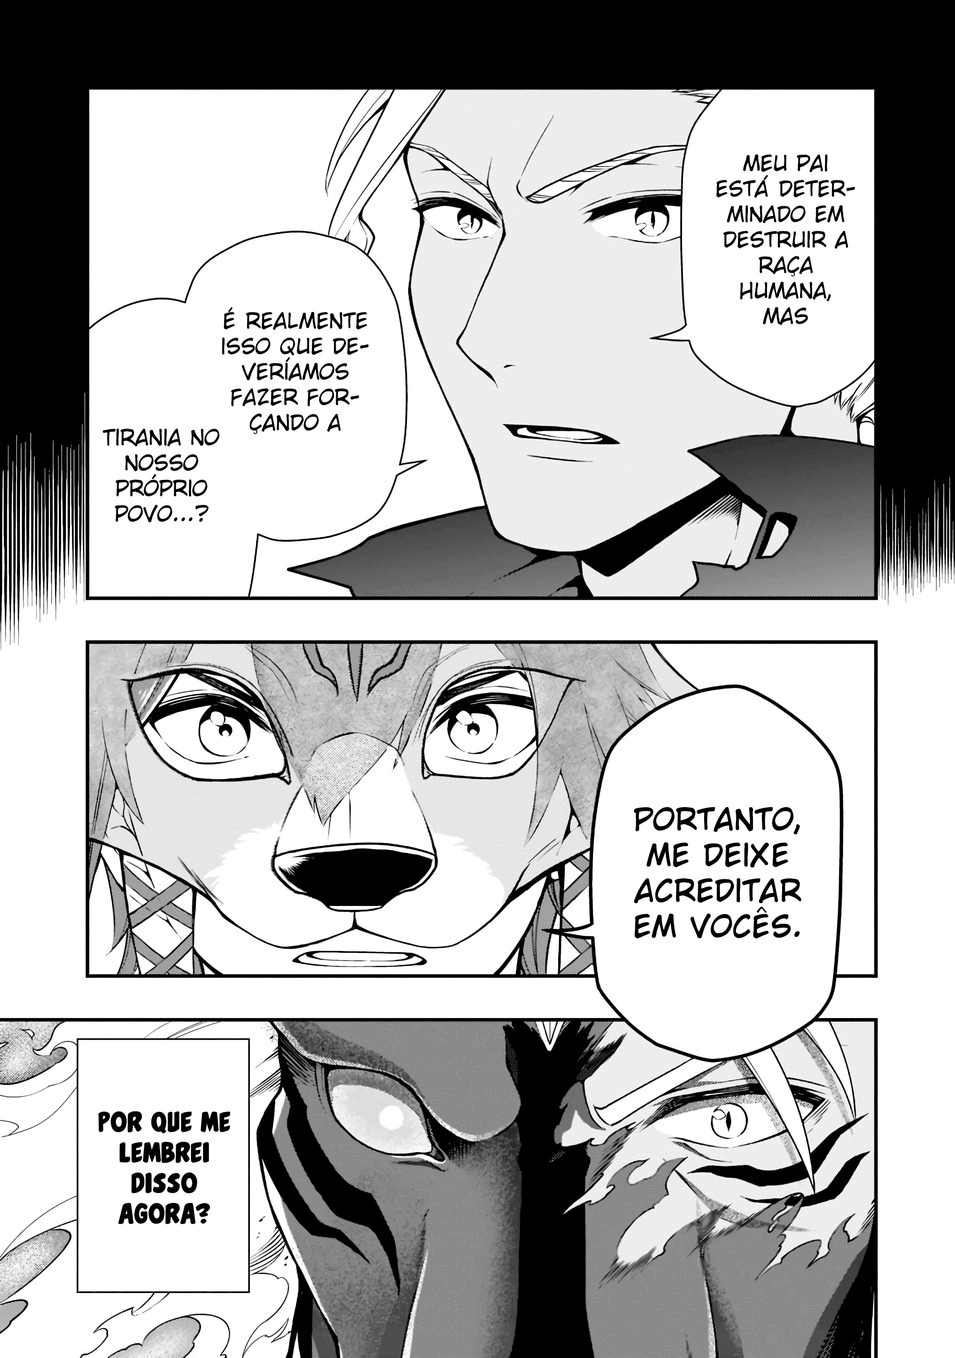 MEU PAI
ESTÁ DETER-
MINADO EM
DESTRUIR A
RAÇA
HUMANA,
MAS
É REALMENTE
ISSO QUE DE-
VERÍAMOS
FAZER FOR-
ÇANDO A
TIRANIA NO
NOSSO
PRÓPRIO
POVO...?
PORTANTO,
ME DEIXE
ACREDITAR
EM VOCÊS.
POR QUE ME
LEMBREI
DISSO
AGORA?